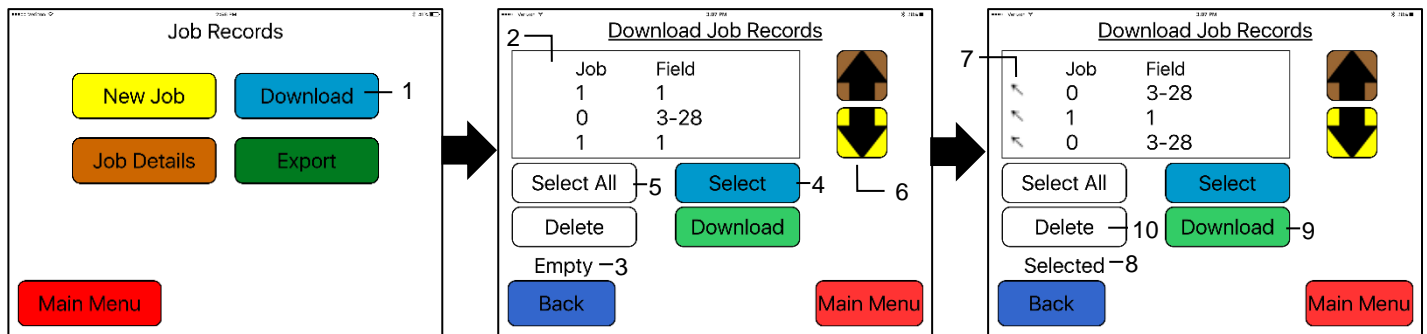 Job Records
New Job
Download
1
Job Details
Export
Main Menu
Download Job Records
2
Job Field
1 1
0 3-28
1 1
6
Select All
5
Select
4
Delete
Download
Empty
3
Back
Main Menu
Download Job Records
7
Job Field
0 3-28
1 1
0 3-28
Select All
Select
Delete
10
Download
9
Selected
8
Back
Main Menu